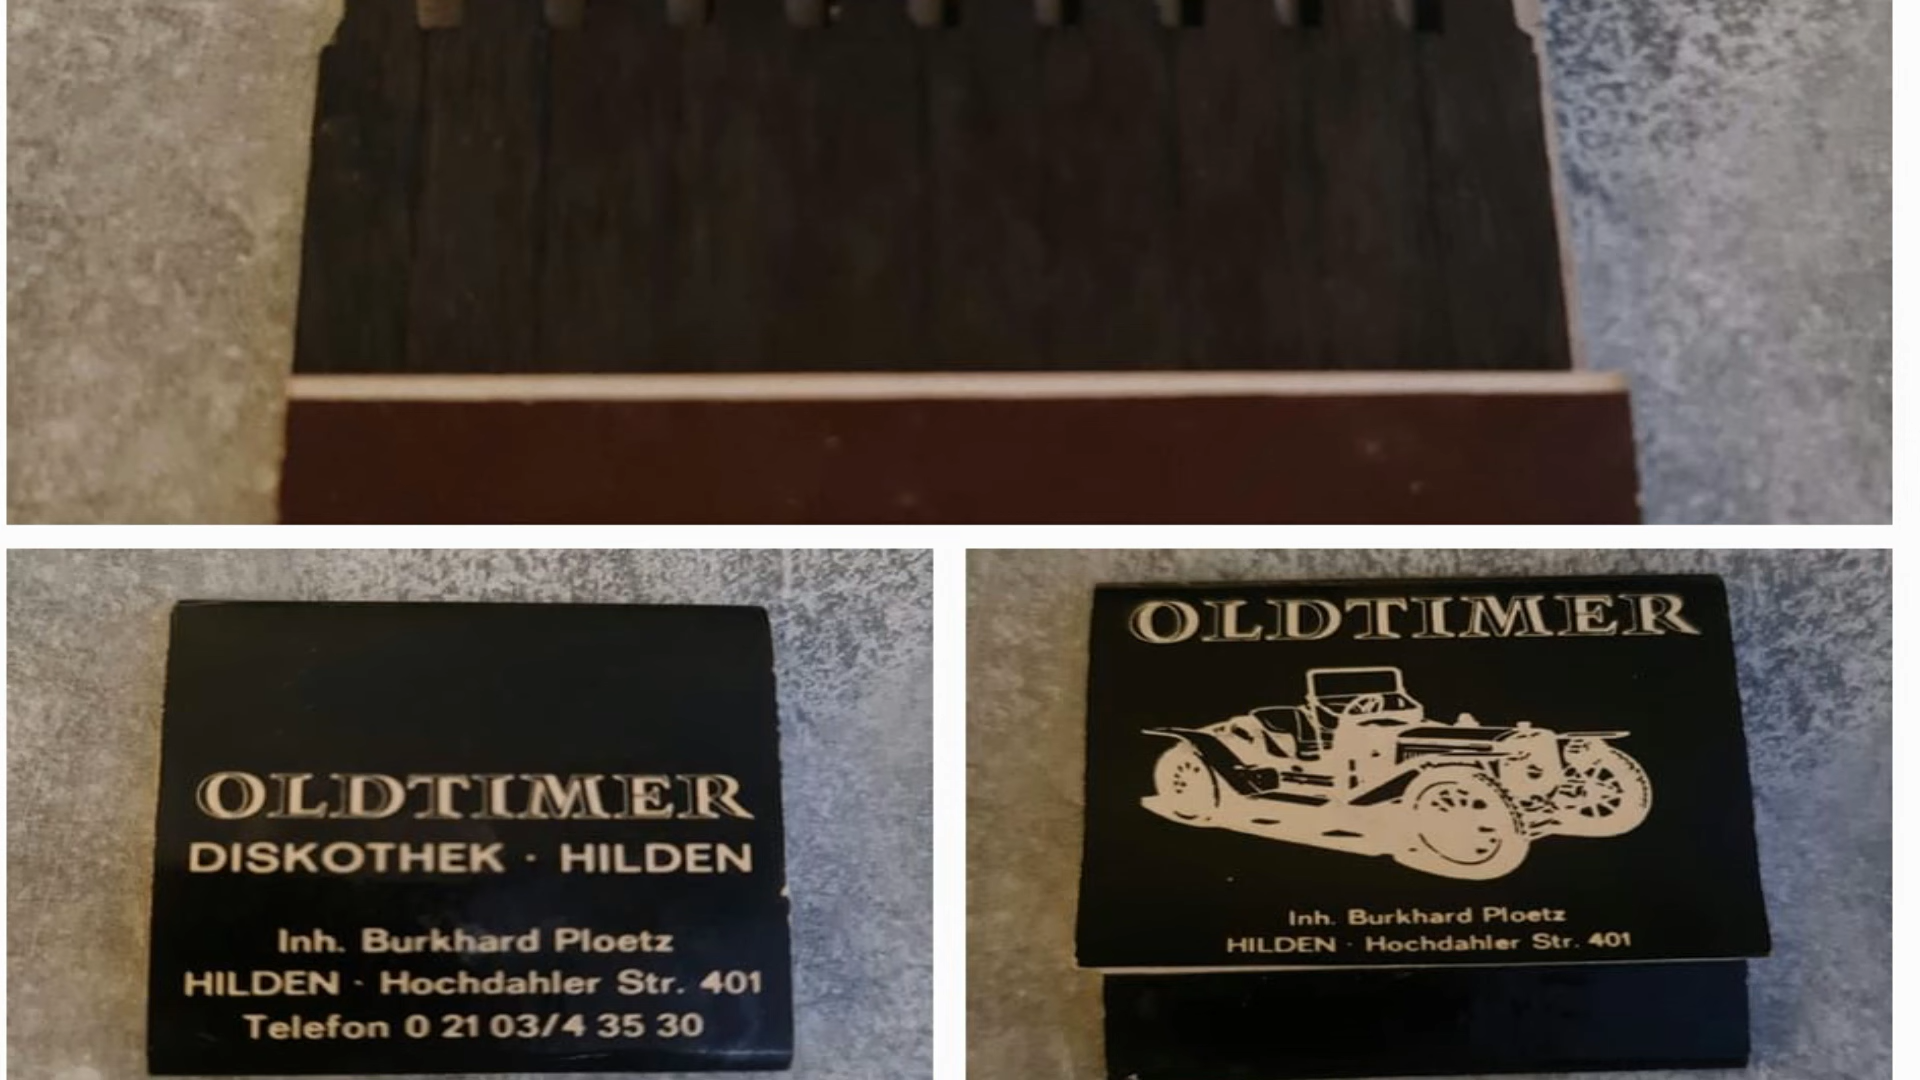 OLDTIMER
DISKOTHEK · HILDEN
Inh. Burkhard Ploetz
HILDEN · Hochdahler Str. 401
Telefon 0 21 03/4 35 30
OLDTIMER
Inh. Burkhard Ploetz
HILDEN · Hochdahler Str. 401